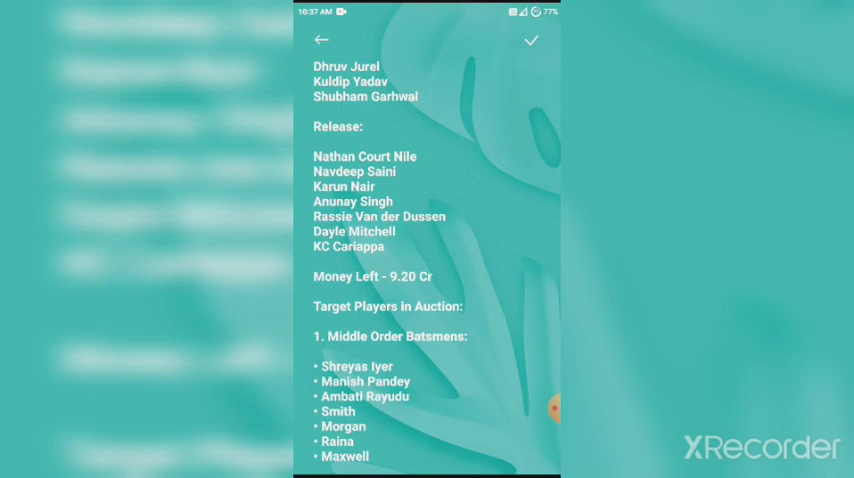 10:37 AM
77%
Dhruv Jurel
Kuldip Yadav
Shubham Garhwal
Release:
Nathan Court Nile
Navdeep Saini
Karun Nair
Anunay Singh
Rassie Van der Dussen
Dayle Mitchell
KC Cariappa
Money Left - 9.20 Cr
Target Players in Auction:
1. Middle Order Batsmens:
• Shreyas Iyer
• Manish Pandey
• Ambati Rayudu
• Smith
• Morgan
• Raina
• Maxwell
XRecorder